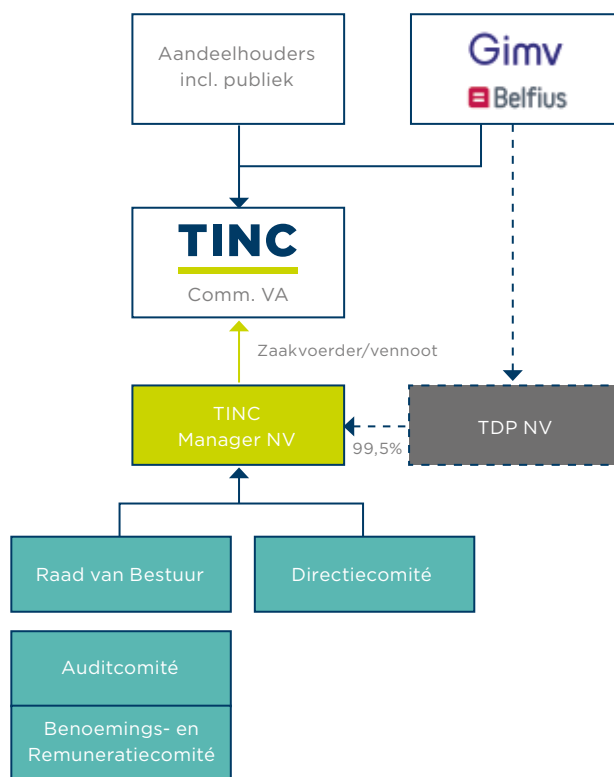 Aandeelhouders
incl. publiek
Gimv
Belfius
TINC
Comm. VA
Zaakvoerder/vennoot
TINC
Manager NV
99,5%
TDP NV
Raad van Bestuur
Directiecomité
Auditcomité
Benoemings- en
Remuneratiecomité